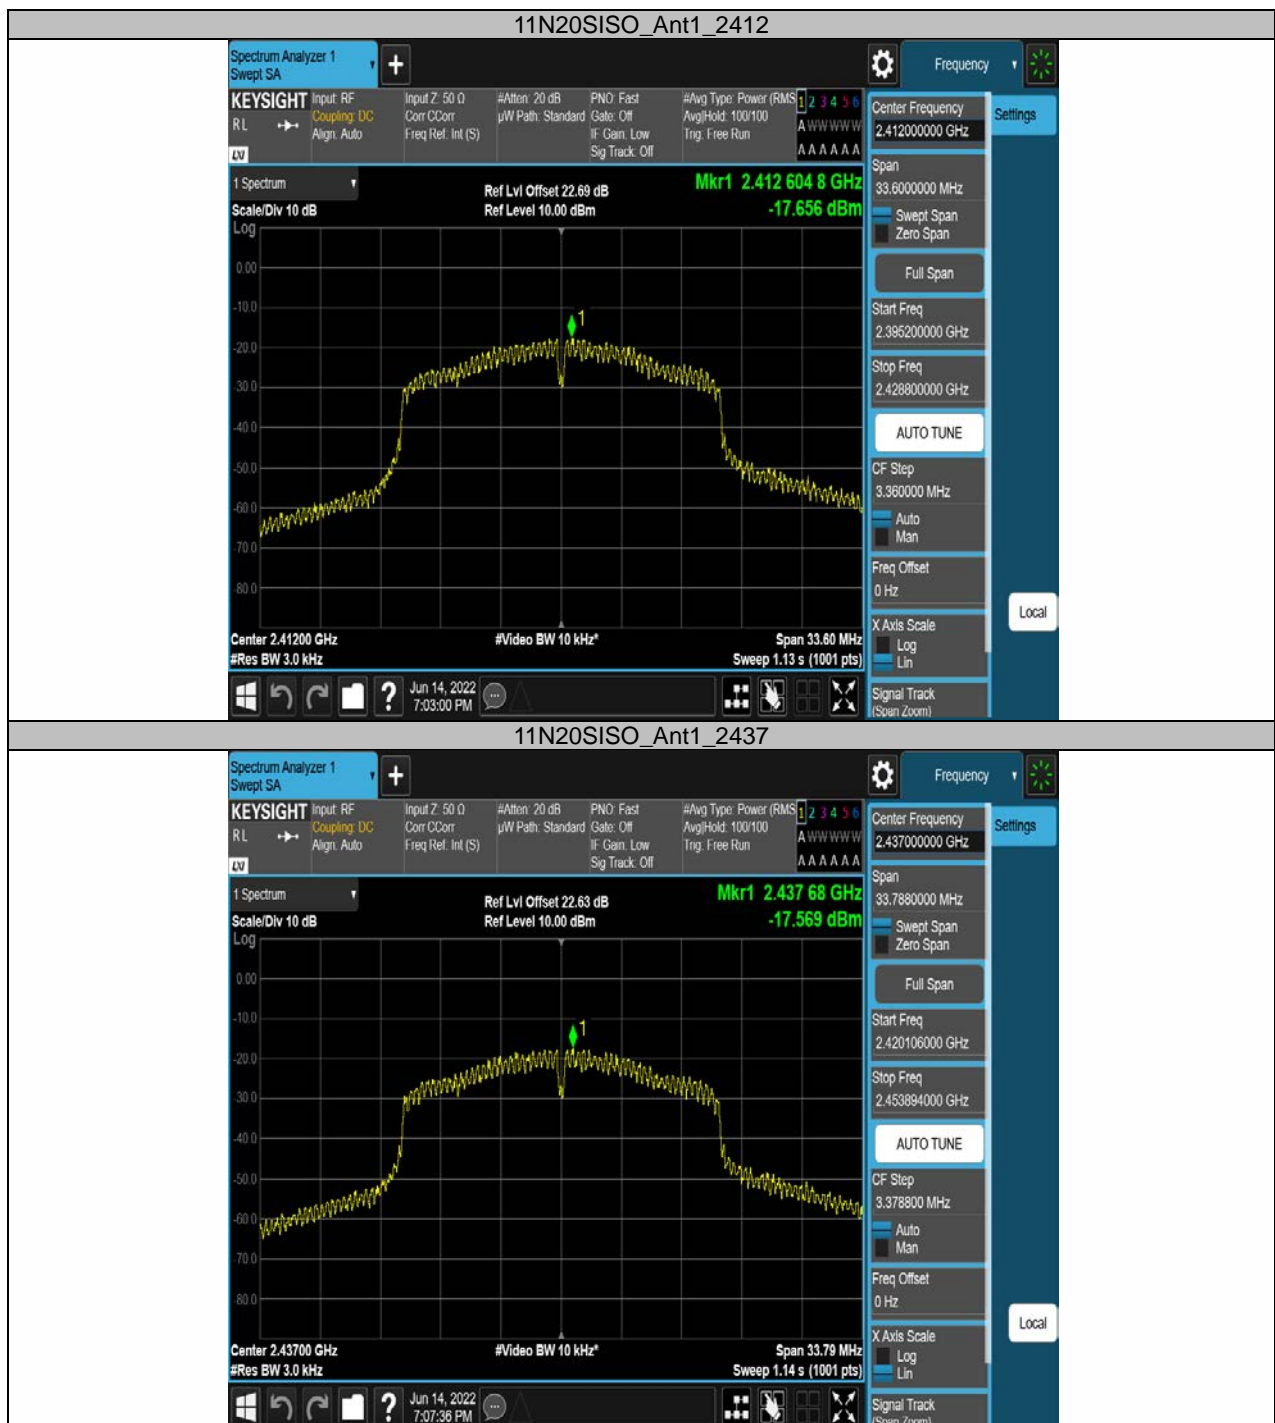 11N20SISO_Ant1_2412
Spectrum Analyzer 1
Swept SA
Frequency
KEYSIGHT
RL
LXI
Input: RF
Coupling: DC
Align: Auto
Input Z: 50 Ω
Corr CCorr
Freq Ref: Int (S)
#Atten: 20 dB
µW Path: Standard
PNO: Fast
Gate: Off
IF Gain: Low
Sig Track: Off
#Avg Type: Power (RMS
Avg|Hold: 100/100
Trig: Free Run
1 2 3 4 5 6
A W W W W W
A A A A A A
1 Spectrum
Scale/Div 10 dB
Ref Lvl Offset 22.69 dB
Ref Level 10.00 dBm
Mkr1 2.412 604 8 GHz
-17.656 dBm
Log
0.00
-10.0
-20.0
-30.0
-40.0
-50.0
-60.0
-70.0
-80.0
1
Center 2.41200 GHz
#Res BW 3.0 kHz
#Video BW 10 kHz*
Span 33.60 MHz
Sweep 1.13 s (1001 pts)
Jun 14, 2022
7:03:00 PM
Center Frequency
2.412000000 GHz
Settings
Span
33.6000000 MHz
Swept Span
Zero Span
Full Span
Start Freq
2.395200000 GHz
Stop Freq
2.428800000 GHz
AUTO TUNE
CF Step
3.360000 MHz
Auto
Man
Freq Offset
0 Hz
Local
X Axis Scale
Log
Lin
Signal Track
(Span Zoom)
11N20SISO_Ant1_2437
Spectrum Analyzer 1
Swept SA
Frequency
KEYSIGHT
RL
LXI
Input: RF
Coupling: DC
Align: Auto
Input Z: 50 Ω
Corr CCorr
Freq Ref: Int (S)
#Atten: 20 dB
µW Path: Standard
PNO: Fast
Gate: Off
IF Gain: Low
Sig Track: Off
#Avg Type: Power (RMS
Avg|Hold: 100/100
Trig: Free Run
1 2 3 4 5 6
A W W W W W
A A A A A A
1 Spectrum
Scale/Div 10 dB
Ref Lvl Offset 22.63 dB
Ref Level 10.00 dBm
Mkr1 2.437 68 GHz
-17.569 dBm
Log
0.00
-10.0
-20.0
-30.0
-40.0
-50.0
-60.0
-70.0
-80.0
1
Center 2.43700 GHz
#Res BW 3.0 kHz
#Video BW 10 kHz*
Span 33.79 MHz
Sweep 1.14 s (1001 pts)
Jun 14, 2022
7:07:36 PM
Center Frequency
2.437000000 GHz
Settings
Span
33.7880000 MHz
Swept Span
Zero Span
Full Span
Start Freq
2.420106000 GHz
Stop Freq
2.453894000 GHz
AUTO TUNE
CF Step
3.378800 MHz
Auto
Man
Freq Offset
0 Hz
Local
X Axis Scale
Log
Lin
Signal Track
(Span Zoom)